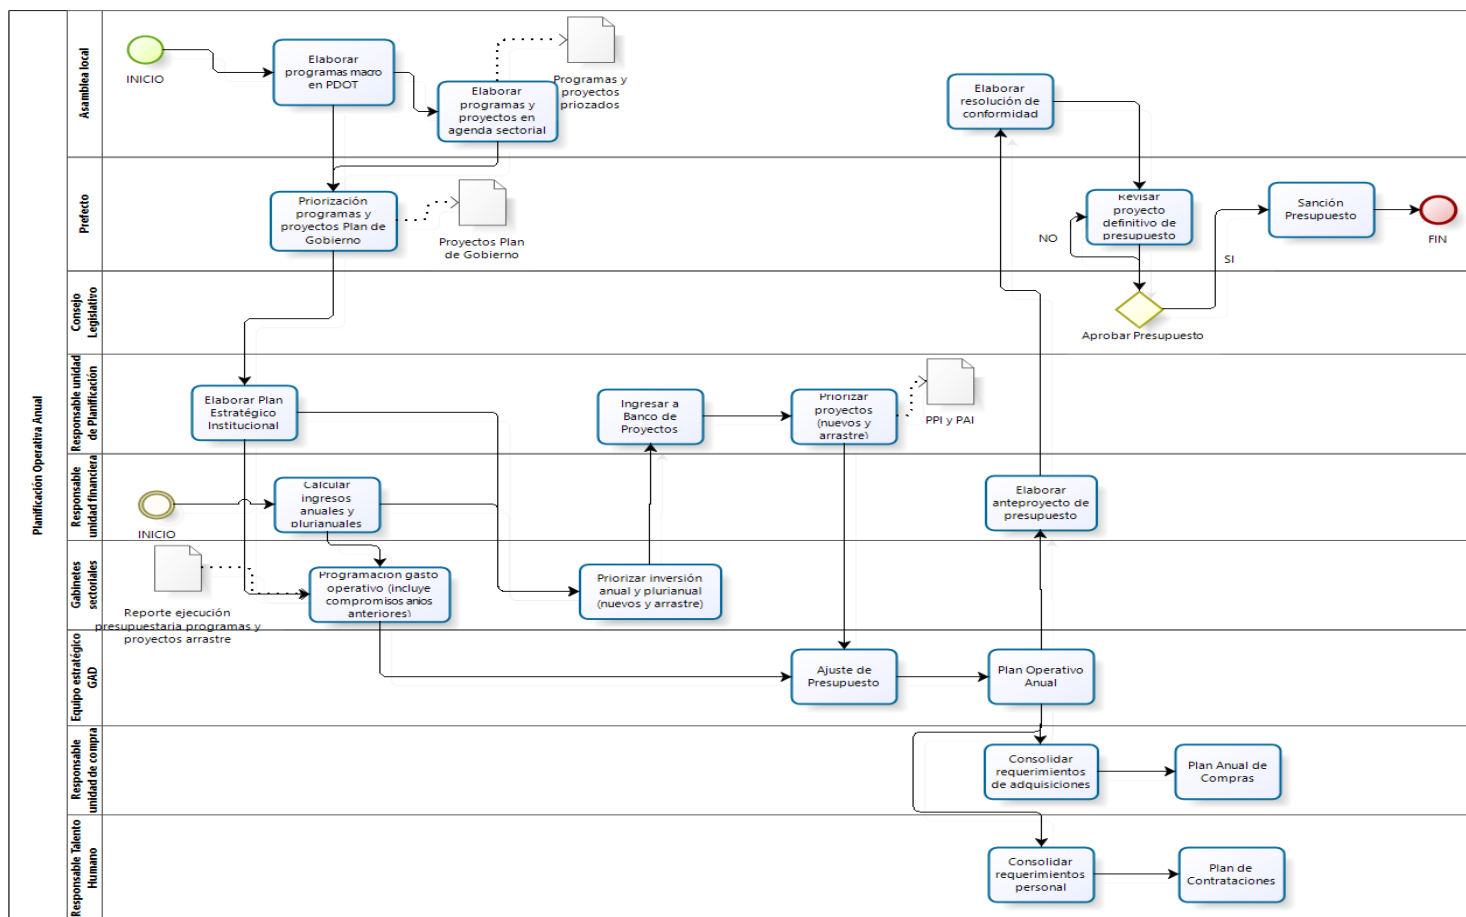 Planificación Operativa Anual
Asamblea local
INICIO
Elaborar
programas macro
en PDOT
Elaborar
programas y
proyectos en
agenda sectorial
Programas y
proyectos
priozados
Elaborar
resolución de
conformidad
Prefecto
Priorización
programas y
proyectos Plan de
Gobierno
Proyectos Plan
de Gobierno
Revisar
proyecto
definitivo de
presupuesto
NO
SI
Sanción
Presupuesto
FIN
Consejo
Legislativo
Aprobar Presupuesto
Responsable unidad
de Planificación
Elaborar Plan
Estratégico
Institucional
Ingresar a
Banco de
Proyectos
Priorizar
proyectos
(nuevos y
arrastre)
PPI y PAI
Responsable
unidad financiera
INICIO
Calcular
ingresos
anuales y
plurianuales
Elaborar
anteproyecto de
presupuesto
Gabinetes
sectoriales
Reporte ejecución
presupuestaria programas y
proyectos arrastre
Programación gasto
operativo (incluye
compromisos anios
anteriores)
Priorizar inversión
anual y plurianual
(nuevos y arrastre)
Equipo estratégico
GAD
Ajuste de
Presupuesto
Plan Operativo
Anual
Responsable
unidad de compra
Consolidar
requerimientos
de adquisiciones
Plan Anual de
Compras
Responsable Talento
Humano
Consolidar
requerimientos
personal
Plan de
Contrataciones